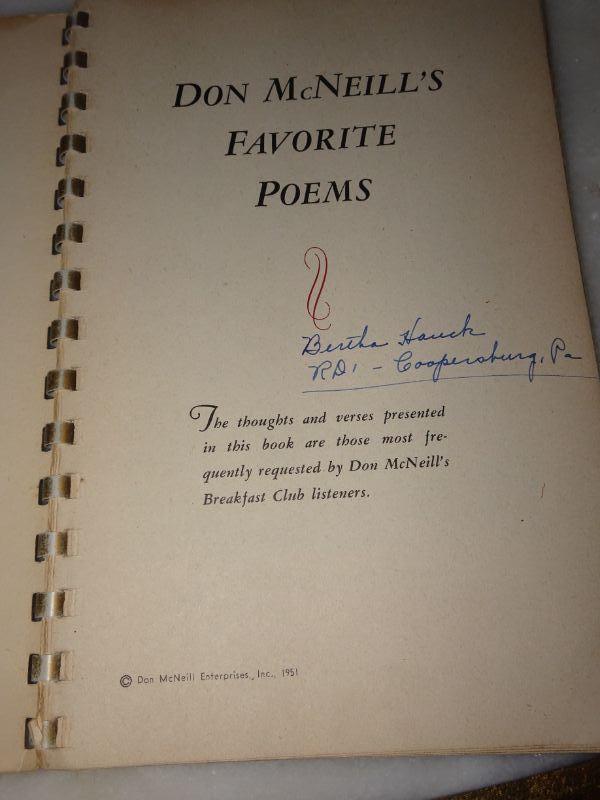 DON MCNEILL'S
FAVORITE
POEMS
Bertha Hauck
RD1 - Coopersburg, Pa
The thoughts and verses presented
in this book are those most fre-
quently requested by Don McNeill's
Breakfast Club listeners.
© Don McNeill Enterprises, Inc., 1951